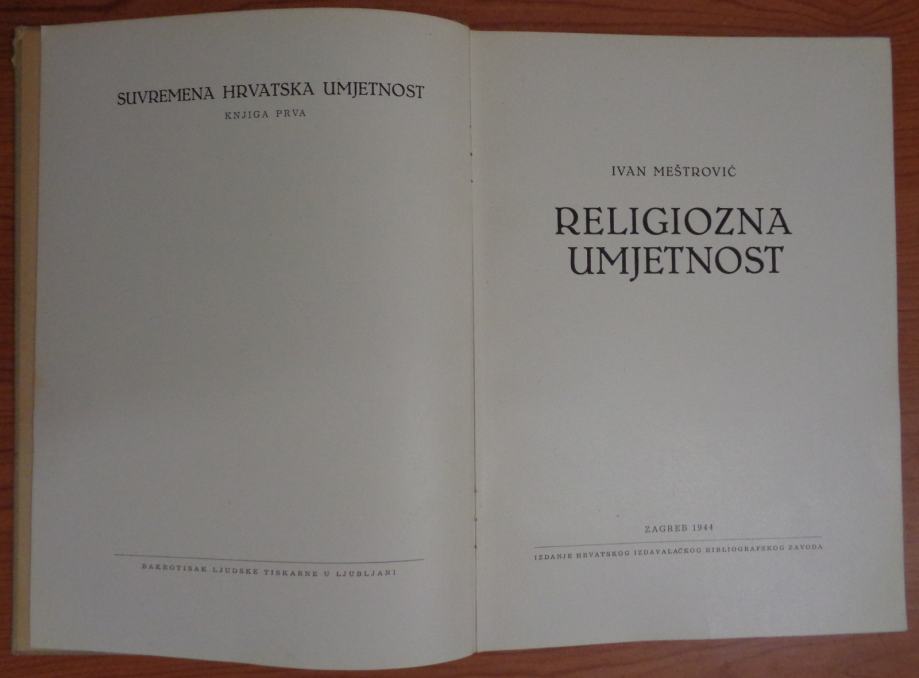 SUVREMENA HRVATSKA UMJETNOST
KNJIGA PRVA
BAKROTISAK LJUDSKE TISKARNE U LJUBLJANI
IVAN MEŠTROVIĆ
RELIGIOZNA
UMJETNOST
ZAGREB 1944
IZDANJE HRVATSKOG IZDAVALAČKOG BIBLIOGRAFSKOG ZAVODA